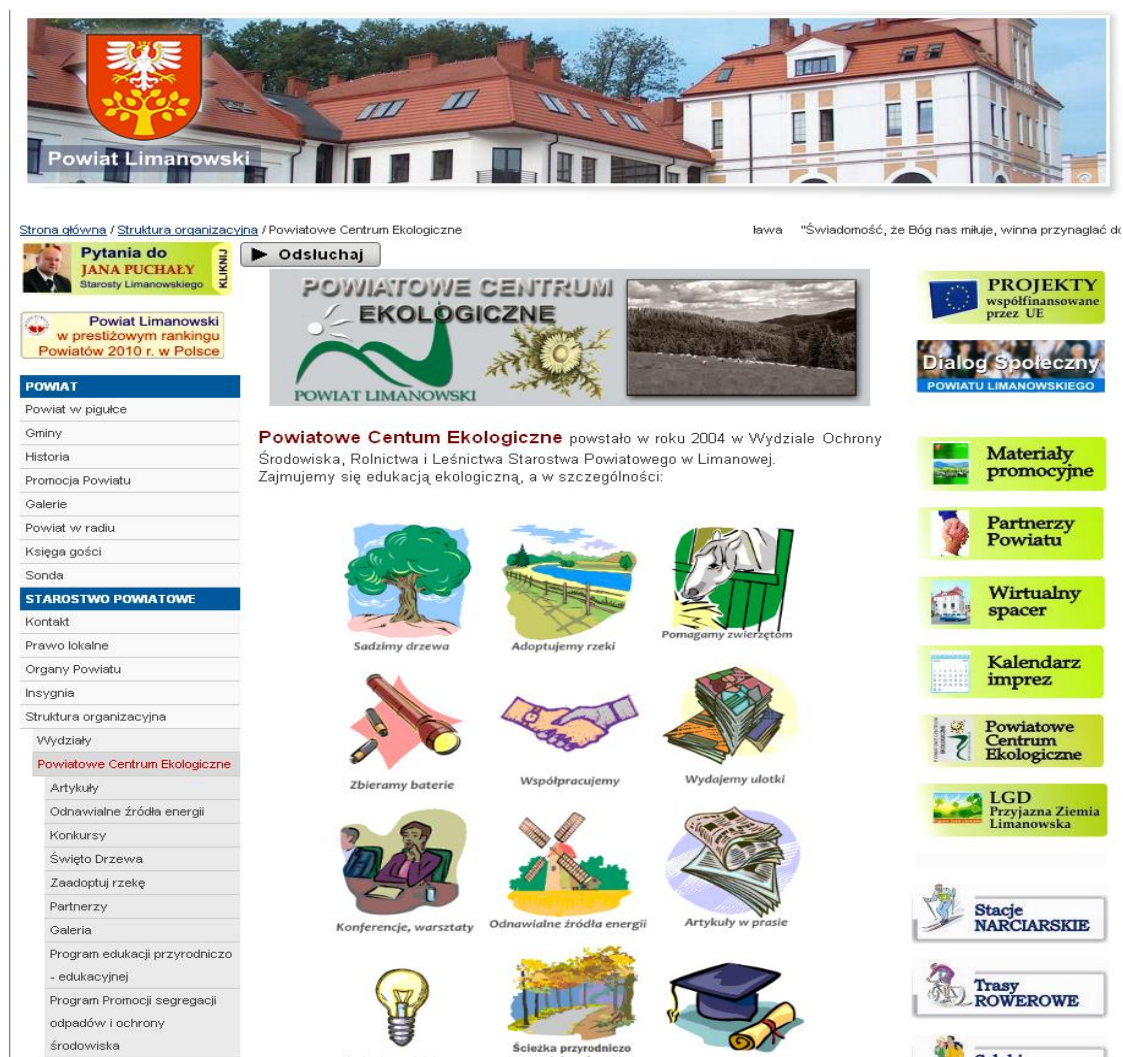 Powiat Limanowski
Strona główna / Struktura organizacyjna / Powiatowe Centrum Ekologiczne
ława "Świadomość, że Bóg nas miłuje, winna przynaglać
Pytania do
JANA PUCHAŁY
Starosty Limanowskiego
KLIKNIJ
Powiat Limanowski
w prestiżowym rankingu
Powiatów 2010 r. w Polsce
POWIAT
Powiat w pigułce
Gminy
Historia
Promocja Powiatu
Galerie
Powiat w radiu
Księga gości
Sonda
STAROSTWO POWIATOWE
Kontakt
Prawo lokalne
Organy Powiatu
Insygnia
Struktura organizacyjna
Wydziały
Powiatowe Centrum Ekologiczne
Artykuły
Odnawialne źródła energii
Konkursy
Święto Drzewa
Zaadoptuj rzekę
Partnerzy
Galeria
Program edukacji przyrodniczo
- edukacyjnej
Program Promocji segregacji
odpadów i ochrony
środowiska
Odsłuchaj
POWIATOWE CENTRUM
EKOLOGICZNE
POWIAT LIMANOWSKI
Powiatowe Centum Ekologiczne powstało w roku 2004 w Wydziale Ochrony
Środowiska, Rolnictwa i Leśnictwa Starostwa Powiatowego w Limanowej.
Zajmujemy się edukacją ekologiczną, a w szczególności:
Sadzimy drzewa
Adoptujemy rzeki
Pomagamy zwierzętom
Zbieramy baterie
Współpracujemy
Wydajemy ulotki
Konferencje, warsztaty
Odnawialne źródła energii
Artykuły w prasie
Ścieżka przyrodniczo
PROJEKTY
współfinansowane
przez UE
Dialog Społeczny
POWIATU LIMANOWSKIEGO
Materiały
promocyjne
Partnerzy
Powiatu
Wirtualny
spacer
Kalendarz
imprez
Powiatowe
Centrum
Ekologiczne
LGD
Przyjazna Ziemia
Limanowska
Stacje
NARCIARSKIE
Trasy
ROWEROWE